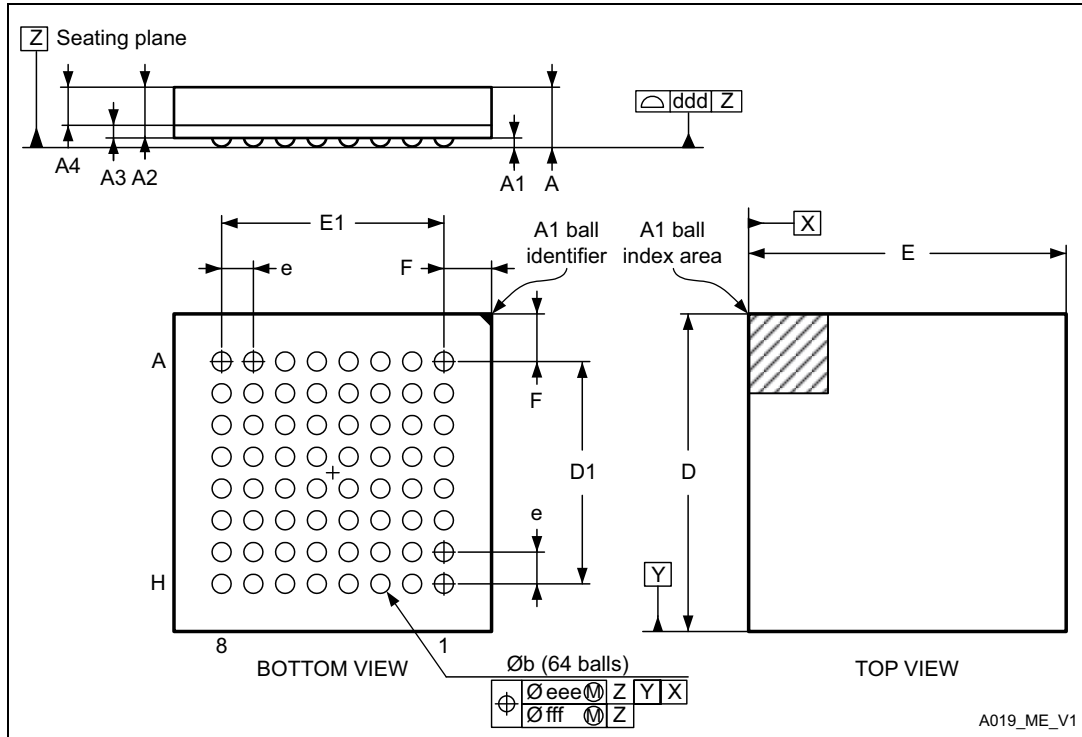 Z Seating plane
ddd Z
A4
A3 A2
A1 A
E1
A1 ball identifier
A1 ball index area
X
e
F
E
A
F
D1
D
e
H
Y
8
1
BOTTOM VIEW
Øb (64 balls)
TOP VIEW
Ø eee Ⓜ Z Y X
Ø fff Ⓜ Z
A019_ME_V1